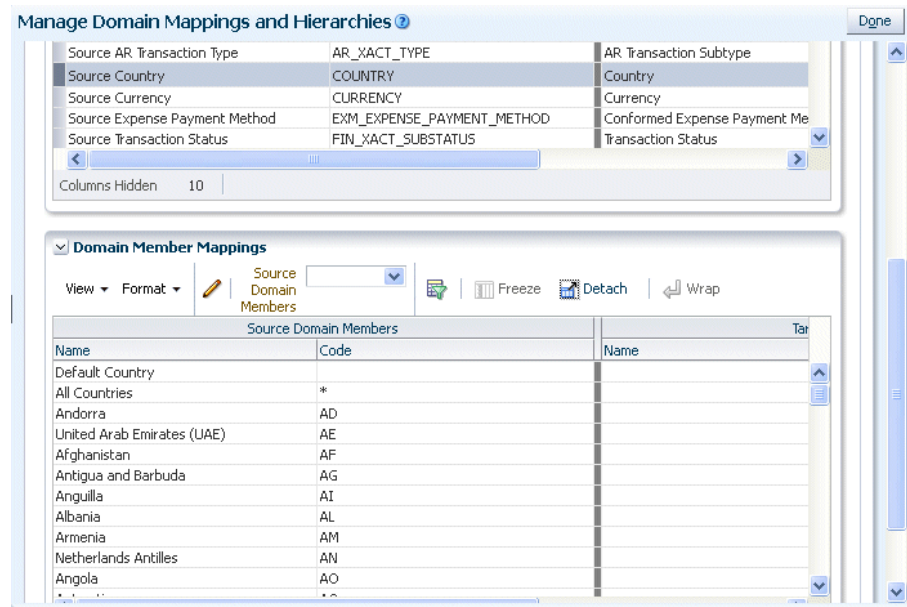 Manage Domain Mappings and Hierarchies Done
Source AR Transaction Type AR_XACT_TYPE AR Transaction Subtype
Source Country COUNTRY Country
Source Currency CURRENCY Currency
Source Expense Payment Method EXM_EXPENSE_PAYMENT_METHOD Conformed Expense Payment Me
Source Transaction Status FIN_XACT_SUBSTATUS Transaction Status
Columns Hidden 10
Domain Member Mappings
View Format Source Domain Members Freeze Detach Wrap
Source Domain Members Tar
Name Code Name
Default Country
All Countries *
Andorra AD
United Arab Emirates (UAE) AE
Afghanistan AF
Antigua and Barbuda AG
Anguilla AI
Albania AL
Armenia AM
Netherlands Antilles AN
Angola AO